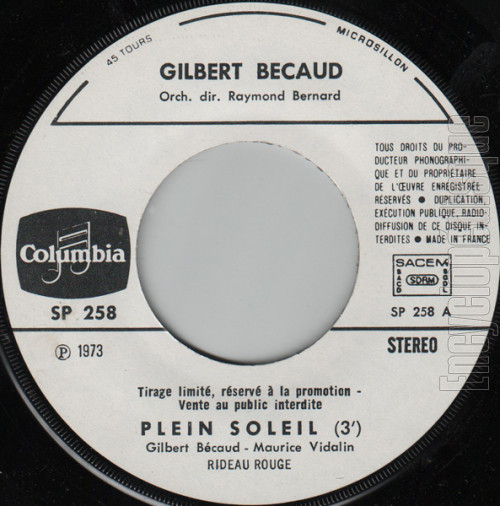 45 TOURS
MICROSILLON
GILBERT BECAUD
Orch. dir. Raymond Bernard
TOUS DROITS DU PRO-
DUCTEUR PHONOGRAPHI-
QUE ET DU PROPRIÉTAIRE
DE L'ŒUVRE ENREGISTRÉE
RÉSERVÉS ● DUPLICATION,
EXÉCUTION PUBLIQUE, RADIO-
DIFFUSION DE CE DISQUE IN-
TERDITES ● MADE IN FRANCE
Columbia
SACEM
SACD SDRM SGDL
SP 258
SP 258 A
℗ 1973
STEREO
Tirage limité, réservé à la promotion -
Vente au public interdite
PLEIN SOLEIL (3')
Gilbert Bécaud - Maurice Vidalin
RIDEAU ROUGE